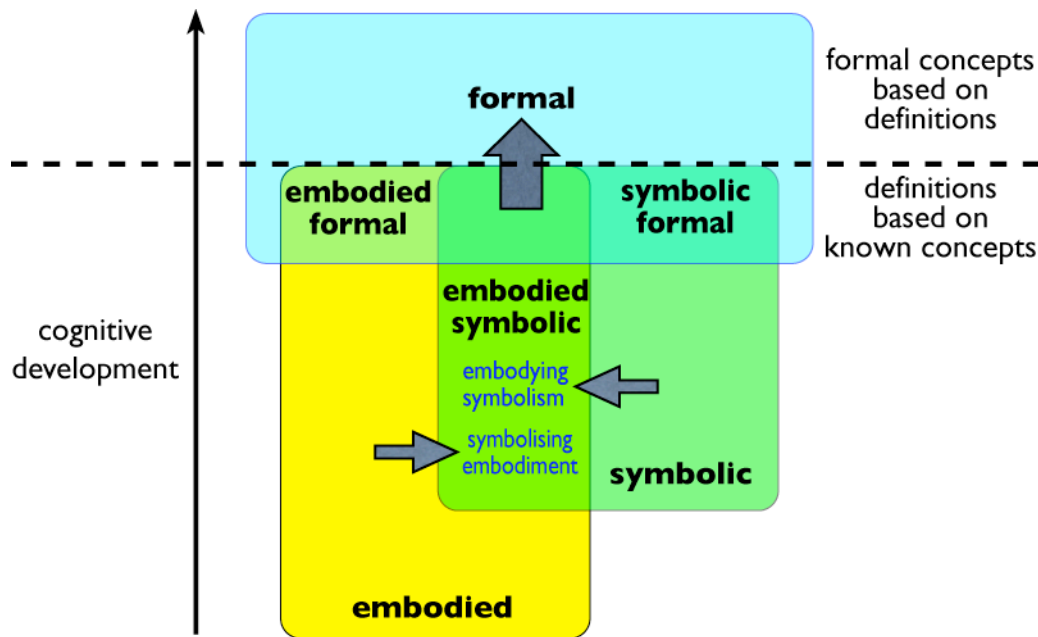 formal concepts
based on
definitions
formal
embodied
formal
symbolic
formal
definitions
based on
known concepts
embodied
symbolic
cognitive
development
embodying
symbolism
symbolising
embodiment
symbolic
embodied